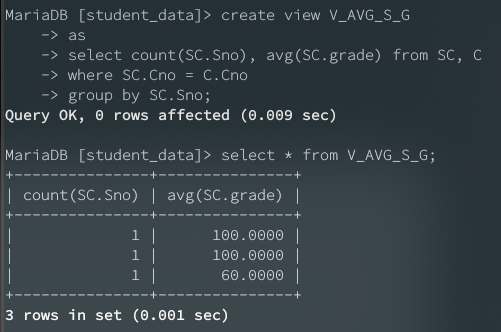 MariaDB [student_data]> create view V_AVG_S_G
    -> as
    -> select count(SC.Sno), avg(SC.grade) from SC, C
    -> where SC.Cno = C.Cno
    -> group by SC.Sno;
Query OK, 0 rows affected (0.009 sec)
MariaDB [student_data]> select * from V_AVG_S_G;
+---------------+---------------+
| count(SC.Sno) | avg(SC.grade) |
+---------------+---------------+
|             1 |      100.0000 |
|             1 |      100.0000 |
|             1 |       60.0000 |
+---------------+---------------+
3 rows in set (0.001 sec)